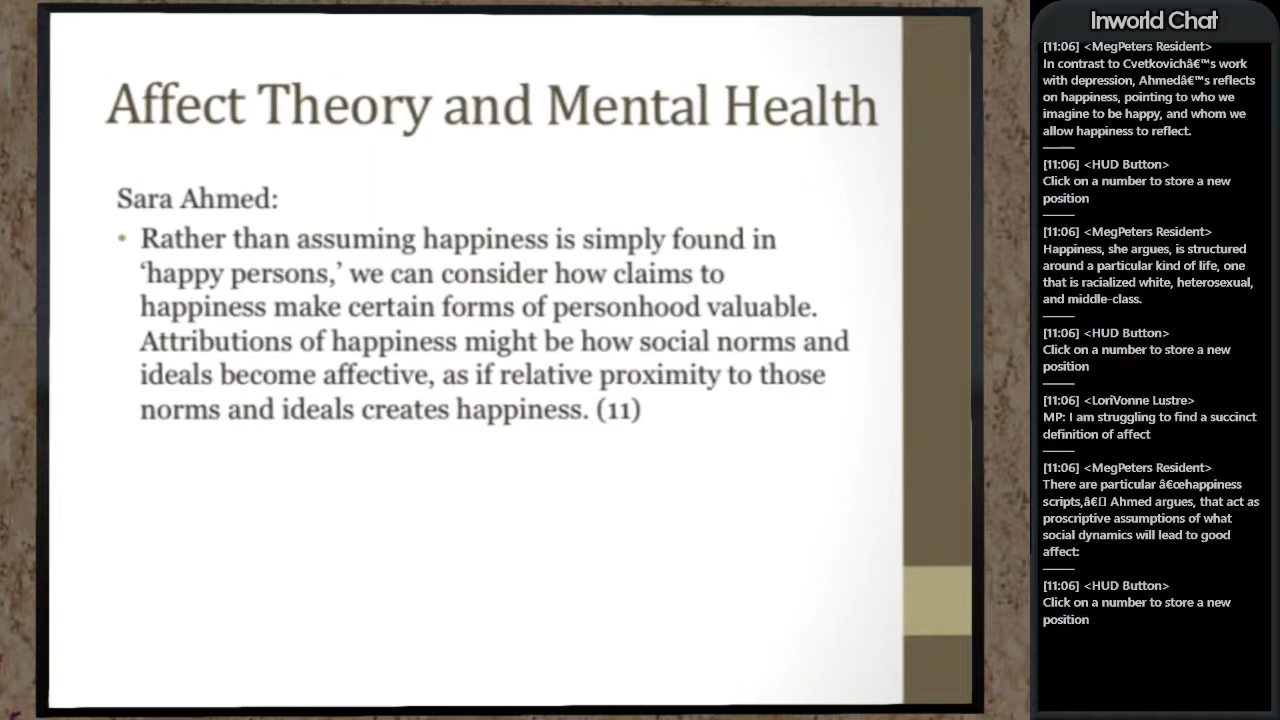 Affect Theory and Mental Health
Sara Ahmed:
• Rather than assuming happiness is simply found in
‘happy persons,’ we can consider how claims to
happiness make certain forms of personhood valuable.
Attributions of happiness might be how social norms and
ideals become affective, as if relative proximity to those
norms and ideals creates happiness. (11)
Inworld Chat
[11:06] <MegPeters Resident>
In contrast to Cvetkovichâ€™s work
with depression, Ahmedâ€™s reflects
on happiness, pointing to who we
imagine to be happy, and whom we
allow happiness to reflect.
[11:06] <HUD Button>
Click on a number to store a new
position
[11:06] <MegPeters Resident>
Happiness, she argues, is structured
around a particular kind of life, one
that is racialized white, heterosexual,
and middle-class.
[11:06] <HUD Button>
Click on a number to store a new
position
[11:06] <LoriVonne Lustre>
MP: I am struggling to find a succinct
definition of affect
[11:06] <MegPeters Resident>
There are particular â€œhappiness
scripts,â€▯ Ahmed argues, that act as
proscriptive assumptions of what
social dynamics will lead to good
affect:
[11:06] <HUD Button>
Click on a number to store a new
position